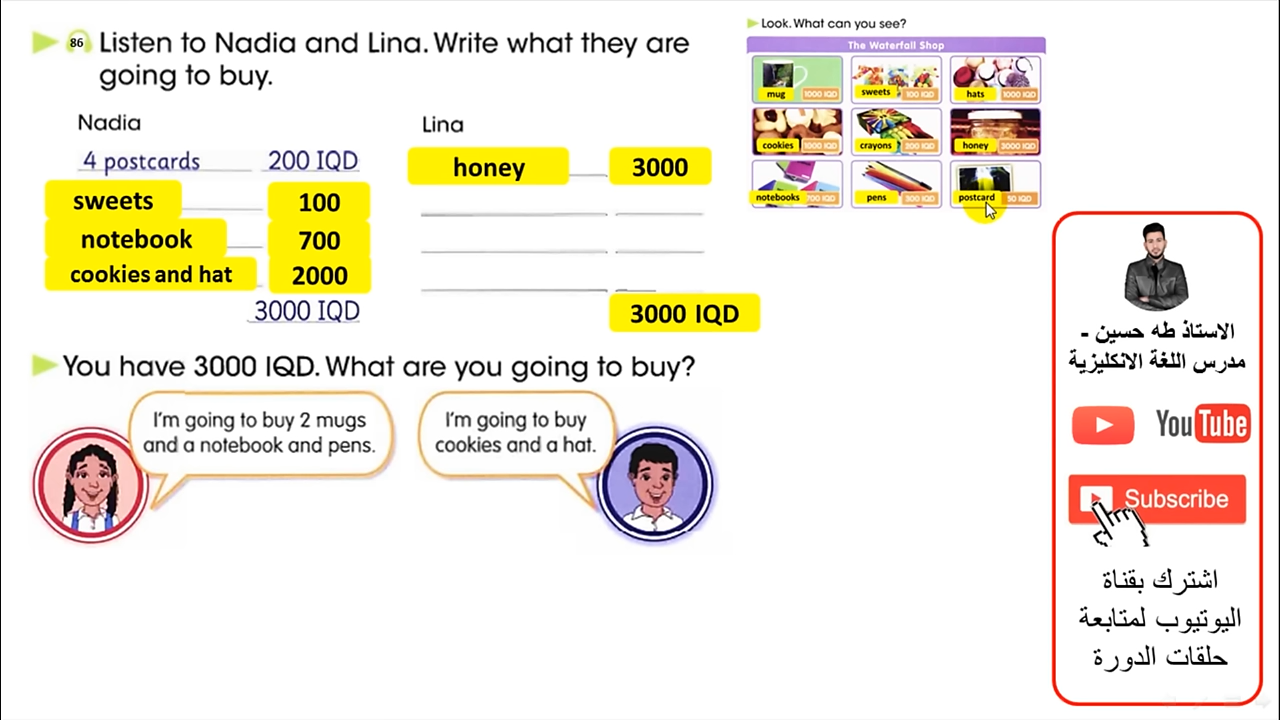 86 Listen to Nadia and Lina. Write what they are
going to buy.
Nadia
4 postcards 200 IQD
sweets 100
notebook 700
cookies and hat 2000
3000 IQD
Lina
honey 3000
3000 IQD
You have 3000 IQD. What are you going to buy?
I'm going to buy 2 mugs
and a notebook and pens.
I'm going to buy
cookies and a hat.
Look. What can you see?
The Waterfall Shop
mug 1000 IQD
sweets 100 IQD
hats 1000 IQD
cookies 1000 IQD
crayons 200 IQD
honey 3000 IQD
notebooks 700 IQD
pens 300 IQD
postcard 50 IQD
الاستاذ طه حسين -
مدرس اللغة الانكليزية
YouTube
Subscribe
اشترك بقناة
اليوتيوب لمتابعة
حلقات الدورة